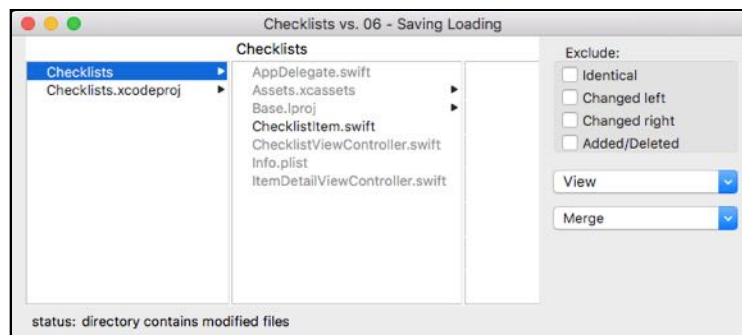 Checklists vs. 06 - Saving Loading
Checklists
Checklists
Checklists.xcodeproj
AppDelegate.swift
Assets.xcassets
Base.lproj
ChecklistItem.swift
ChecklistViewController.swift
Info.plist
ItemDetailViewController.swift
Exclude:
Identical
Changed left
Changed right
Added/Deleted
View
Merge
status: directory contains modified files